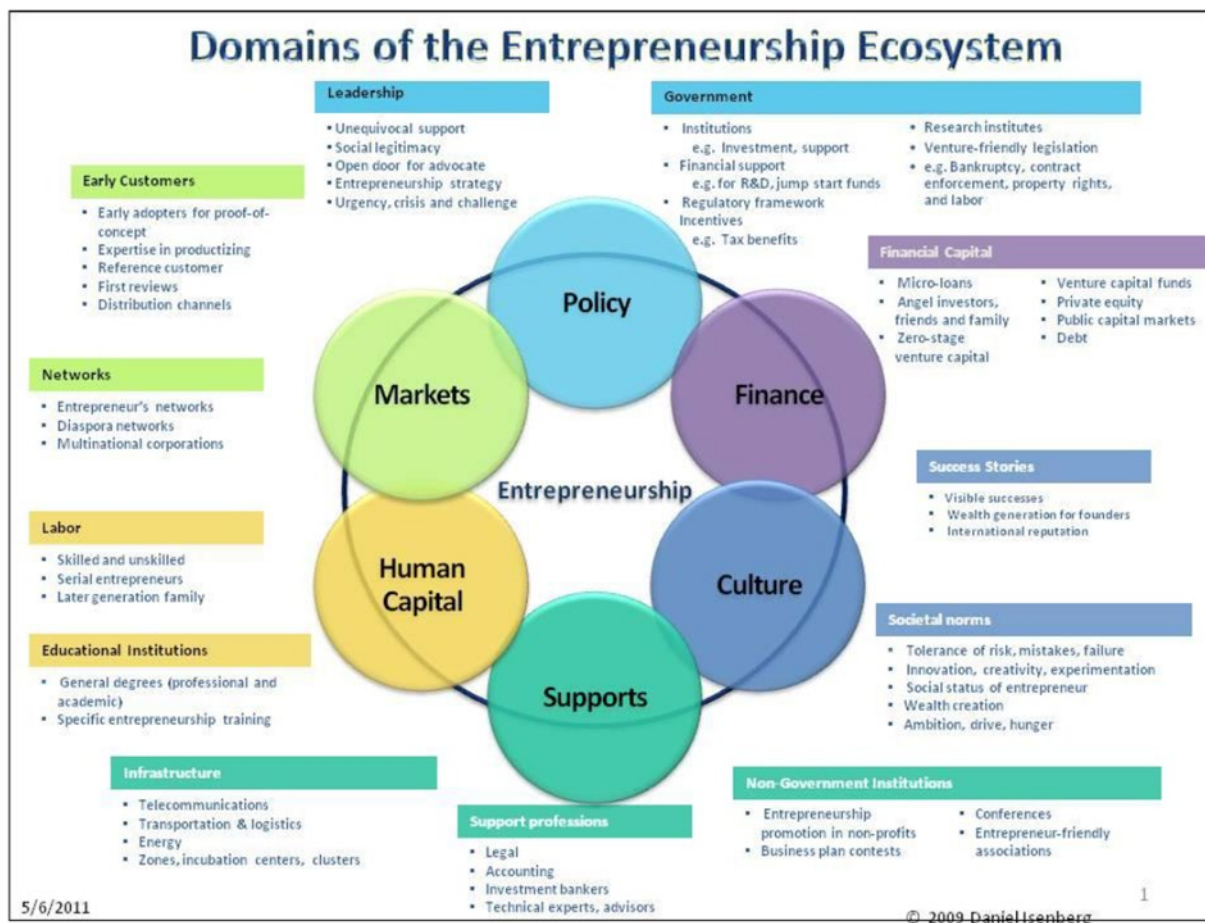 Domains of the Entrepreneurship Ecosystem
Leadership
▪ Unequivocal support
▪ Social legitimacy
▪ Open door for advocate
▪ Entrepreneurship strategy
▪ Urgency, crisis and challenge
Government
▪ Institutions
e.g. Investment, support
▪ Financial support
e.g. for R&D, jump start funds
▪ Regulatory framework
Incentives
e.g. Tax benefits
▪ Research institutes
▪ Venture-friendly legislation
▪ e.g. Bankruptcy, contract
enforcement, property rights,
and labor
Early Customers
▪ Early adopters for proof-of-
concept
▪ Expertise in productizing
▪ Reference customer
▪ First reviews
▪ Distribution channels
Financial Capital
▪ Micro-loans
▪ Angel investors,
friends and family
▪ Zero-stage
venture capital
▪ Venture capital funds
▪ Private equity
▪ Public capital markets
▪ Debt
Networks
▪ Entrepreneur's networks
▪ Diaspora networks
▪ Multinational corporations
Policy
Markets
Finance
Entrepreneurship
Human
Capital
Culture
Supports
Success Stories
▪ Visible successes
▪ Wealth generation for founders
▪ International reputation
Labor
▪ Skilled and unskilled
▪ Serial entrepreneurs
▪ Later generation family
Societal norms
▪ Tolerance of risk, mistakes, failure
▪ Innovation, creativity, experimentation
▪ Social status of entrepreneur
▪ Wealth creation
▪ Ambition, drive, hunger
Educational Institutions
▪ General degrees (professional and
academic)
▪ Specific entrepreneurship training
Infrastructure
▪ Telecommunications
▪ Transportation & logistics
▪ Energy
▪ Zones, incubation centers, clusters
Support professions
▪ Legal
▪ Accounting
▪ Investment bankers
▪ Technical experts, advisors
Non-Government Institutions
▪ Entrepreneurship
promotion in non-profits
▪ Business plan contests
▪ Conferences
▪ Entrepreneur-friendly
associations
5/6/2011
1
© 2009 Daniel Isenberg